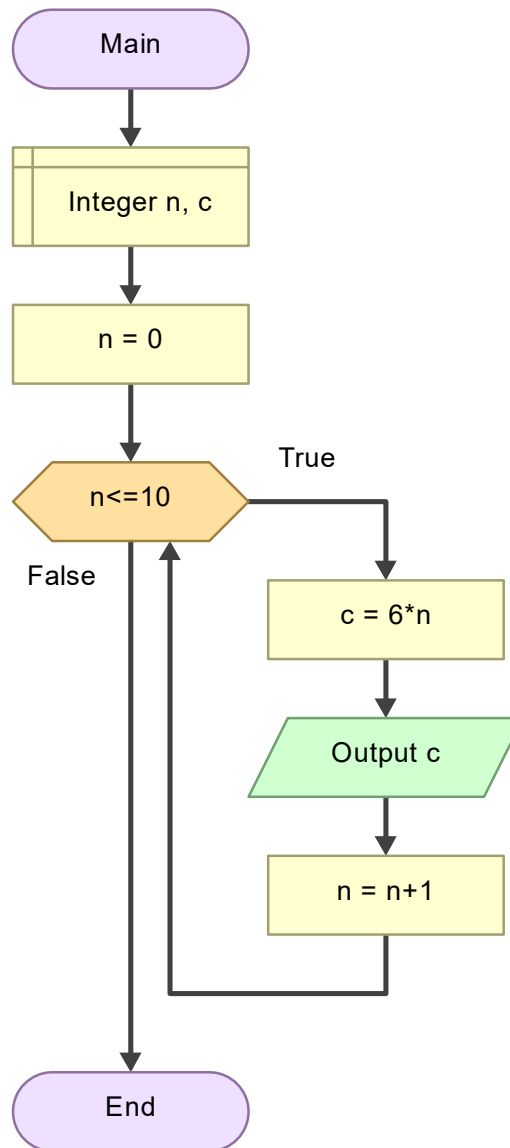 Main
Integer n, c
n = 0
n<=10
True
False
c = 6*n
Output c
n = n+1
End